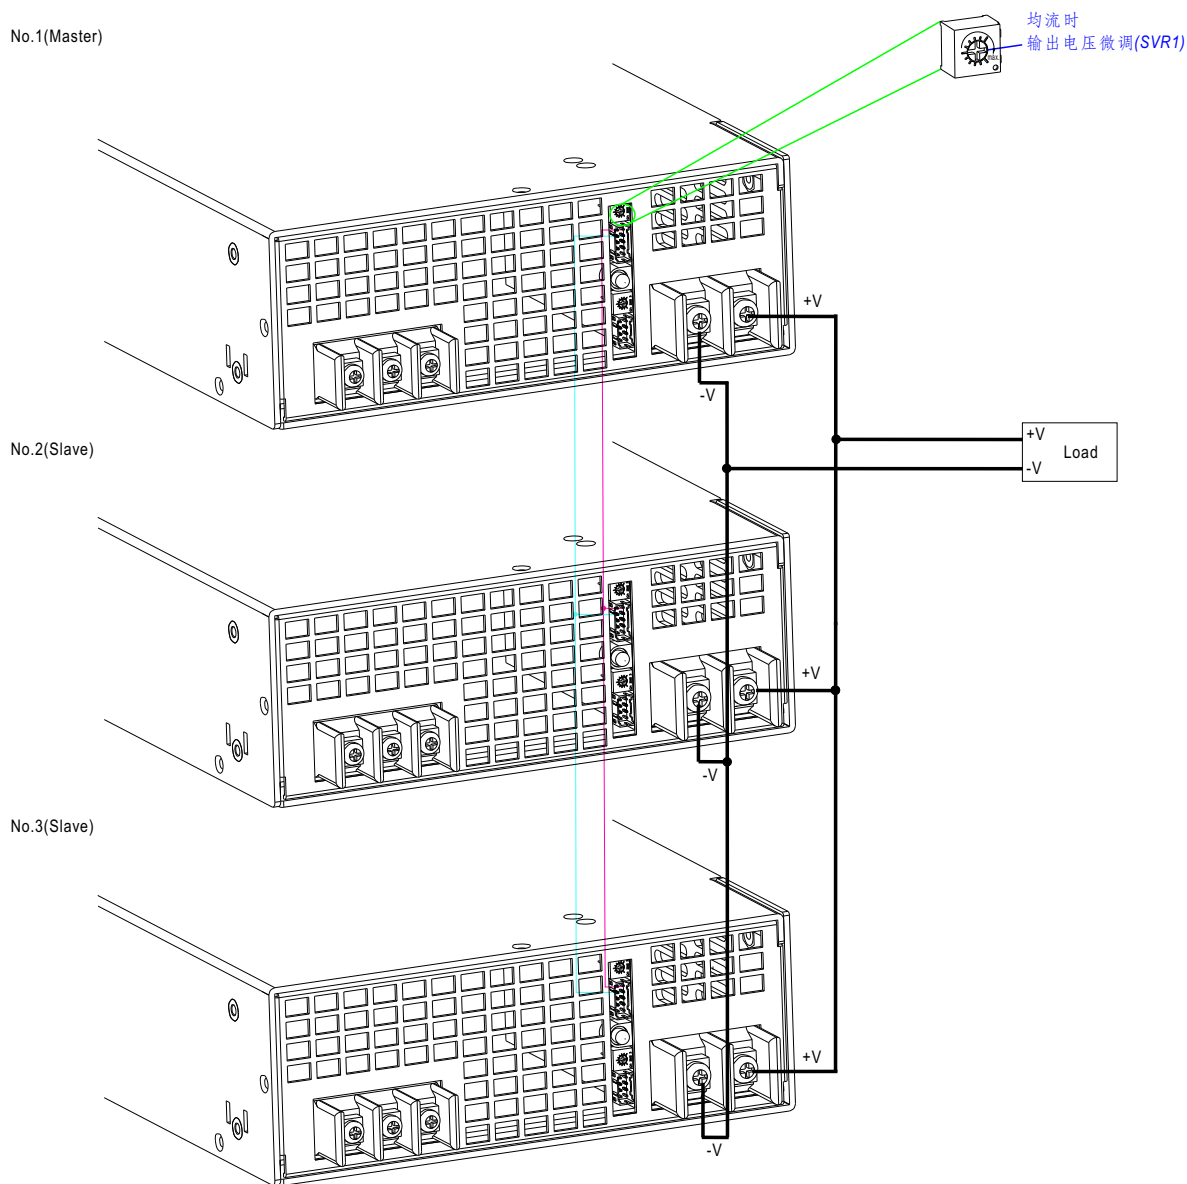 No.1(Master)
均流时
输出电压微调(SVR1)
max.
+V
-V
No.2(Slave)
+V
Load
-V
+V
-V
No.3(Slave)
+V
-V